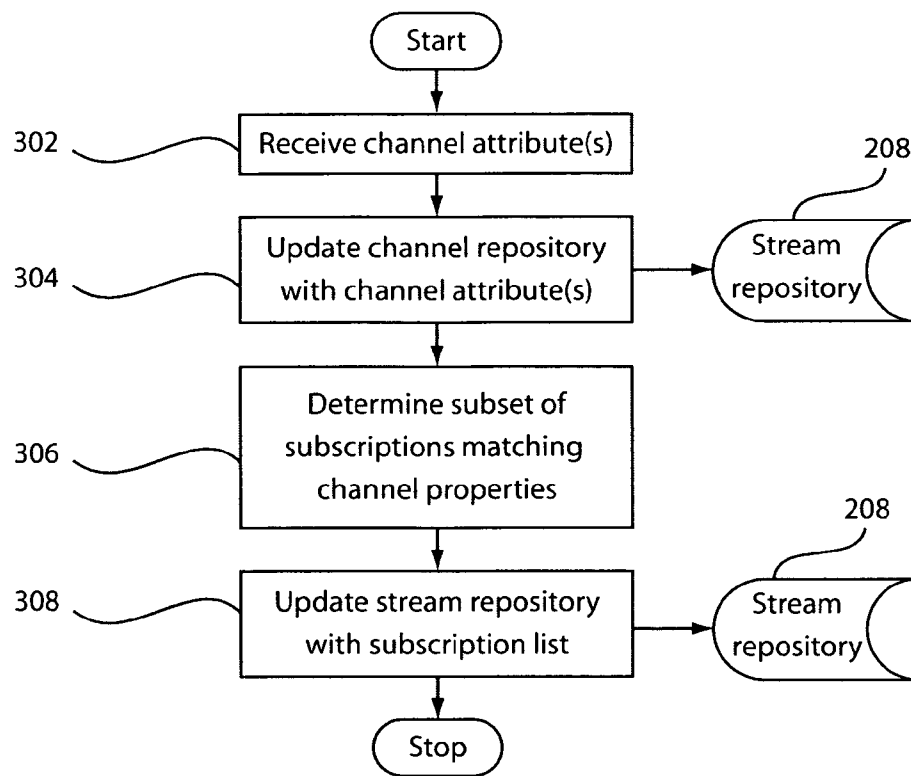 Start
302
Receive channel attribute(s)
208
304
Update channel repository
with channel attribute(s)
Stream
repository
306
Determine subset of
subscriptions matching
channel properties
208
308
Update stream repository
with subscription list
Stream
repository
Stop